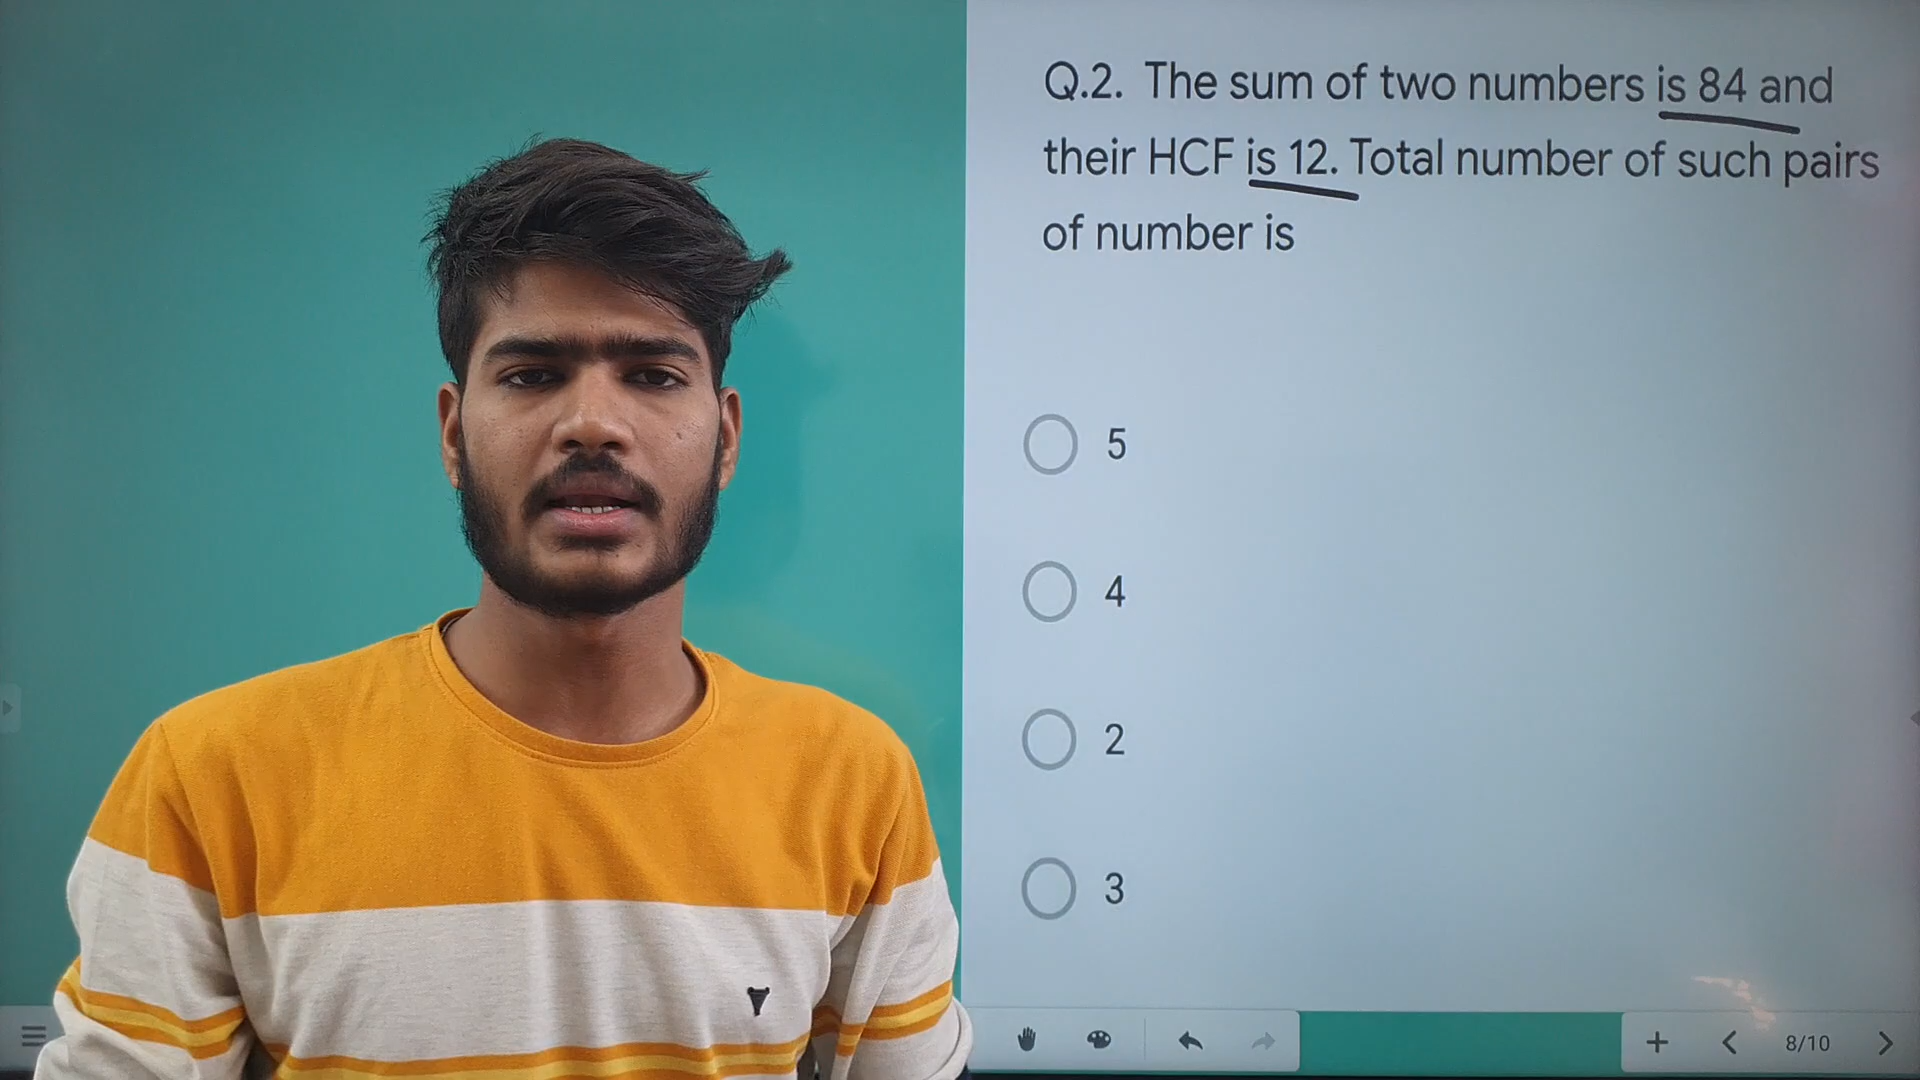 Q.2. The sum of two numbers is 84 and
their HCF is 12. Total number of such pairs
of number is
5
4
2
3
8/10